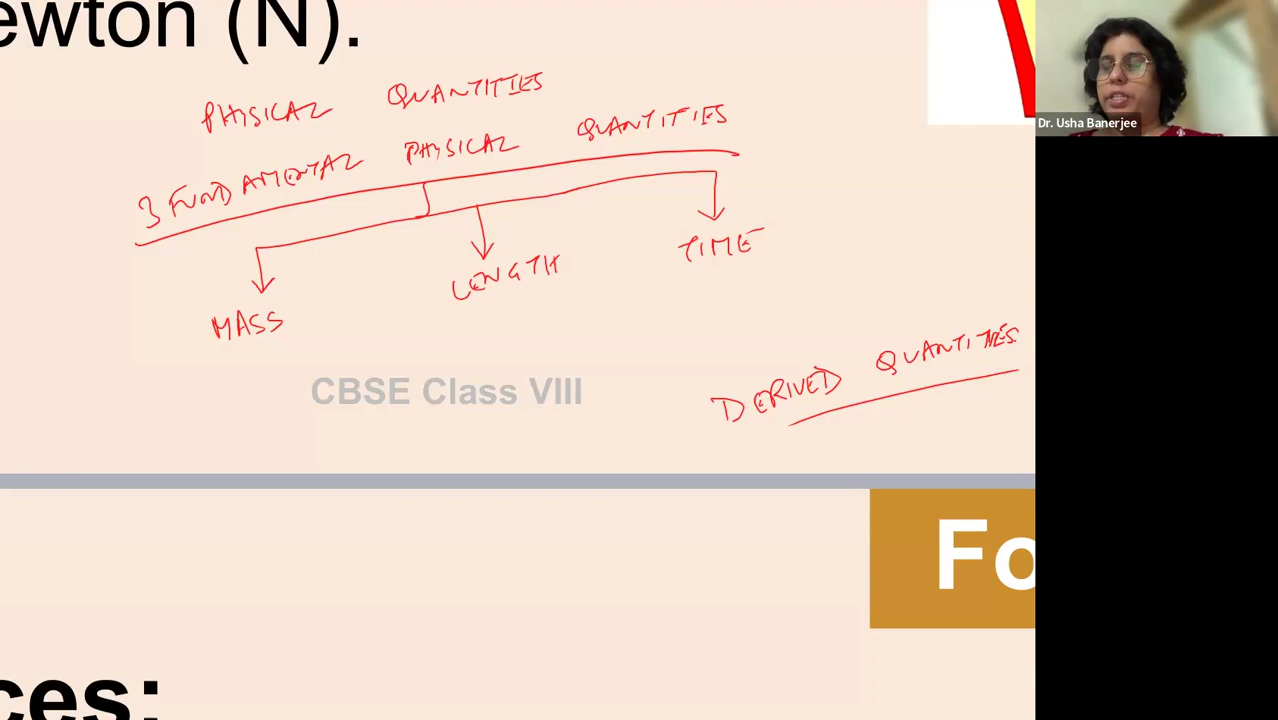 ewton (N).
PHYSICAL QUANTITIES
3 FUNDAMENTAL PHYSICAL QUANTITIES
MASS
LENGTH
TIME
DERIVED QUANTITIES
CBSE Class VIII
Fo
ces:
Dr. Usha Banerjee